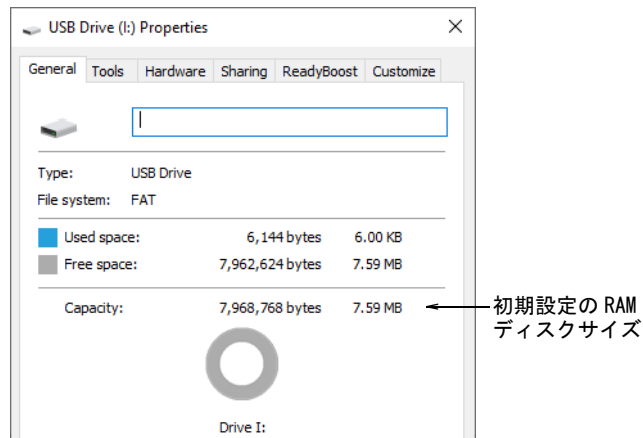 USB Drive (I:) Properties
General Tools Hardware Sharing ReadyBoost Customize
Type: USB Drive
File system: FAT
Used space: 6,144 bytes 6.00 KB
Free space: 7,962,624 bytes 7.59 MB
Capacity: 7,968,768 bytes 7.59 MB
初期設定の RAM
ディスクサイズ
Drive I: